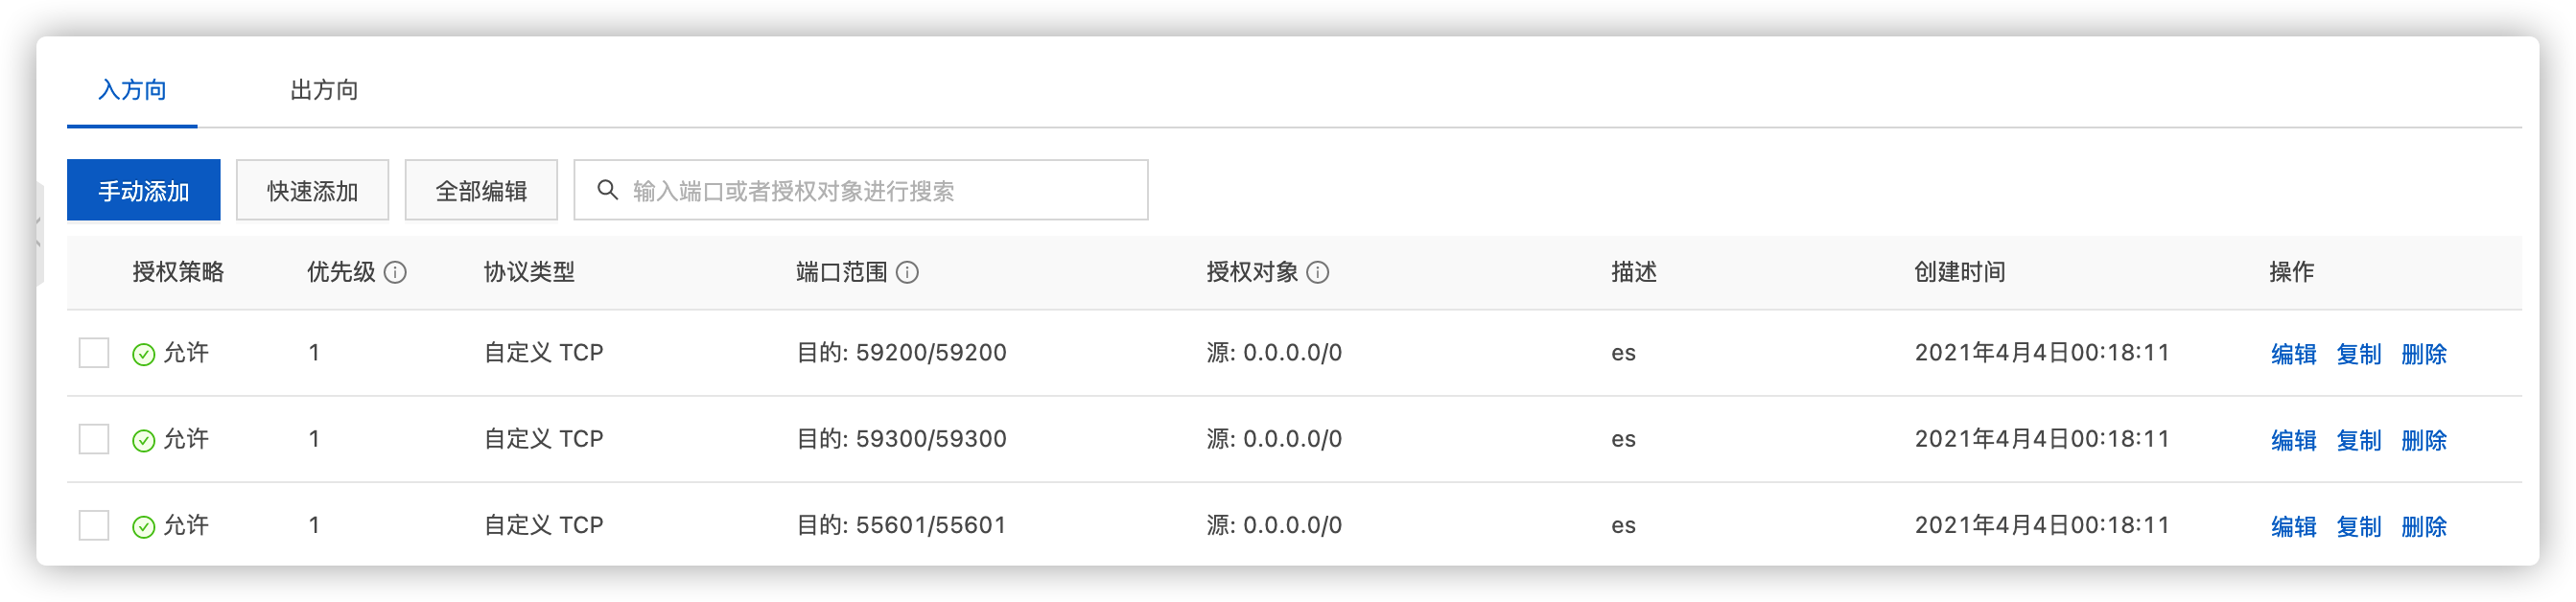 入方向 出方向
手动添加 快速添加 全部编辑 输入端口或者授权对象进行搜索
授权策略 优先级 协议类型 端口范围 授权对象 描述 创建时间 操作
允许 1 自定义 TCP 目的: 59200/59200 源: 0.0.0.0/0 es 2021年4月4日00:18:11 编辑 复制 删除
允许 1 自定义 TCP 目的: 59300/59300 源: 0.0.0.0/0 es 2021年4月4日00:18:11 编辑 复制 删除
允许 1 自定义 TCP 目的: 55601/55601 源: 0.0.0.0/0 es 2021年4月4日00:18:11 编辑 复制 删除